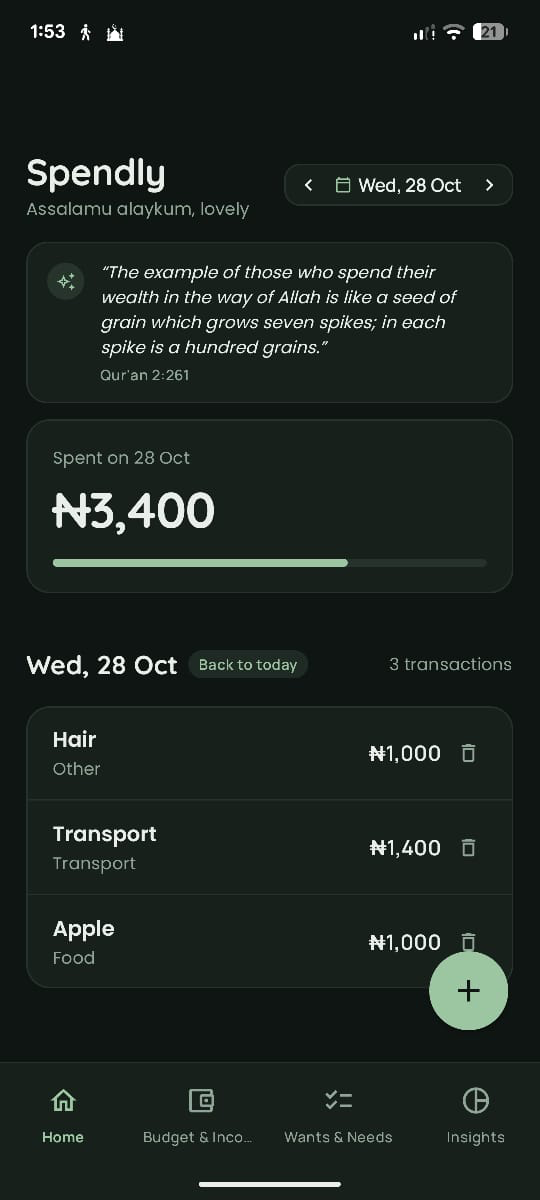 1:53
21
Spendly
Assalamu alaykum, lovely
Wed, 28 Oct
“The example of those who spend their
wealth in the way of Allah is like a seed of
grain which grows seven spikes; in each
spike is a hundred grains.”
Qur'an 2:261
Spent on 28 Oct
₦3,400
Wed, 28 Oct
Back to today
3 transactions
Hair
Other
₦1,000
Transport
Transport
₦1,400
Apple
Food
₦1,000
Home
Budget & Inco...
Wants & Needs
Insights